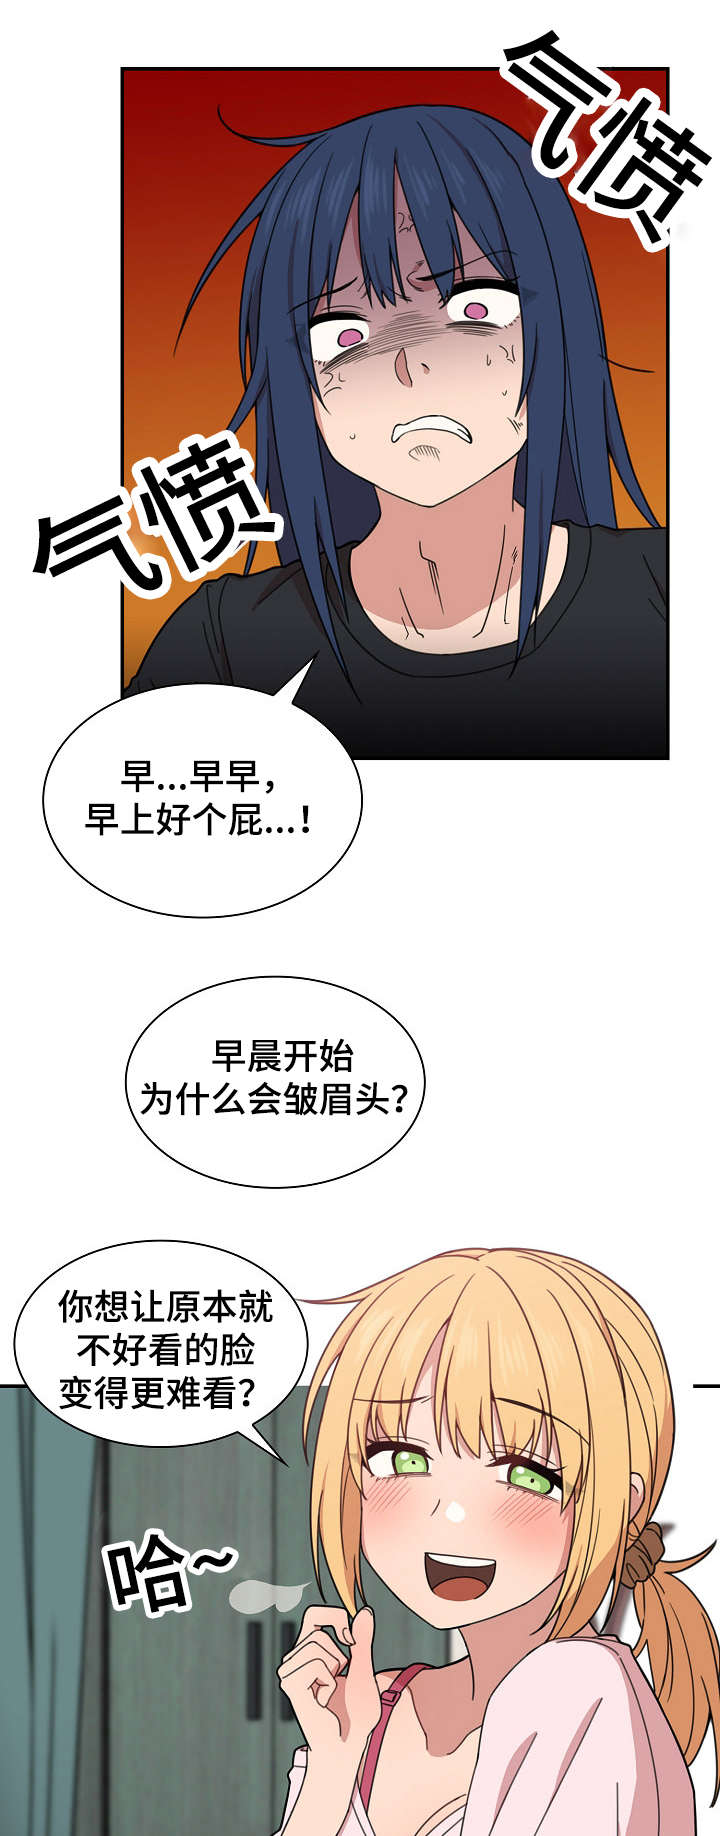 气愤
气愤
早...早早，
早上好个屁...！
早晨开始
为什么会皱眉头？
你想让原本就
不好看的脸
变得更难看？
哈~